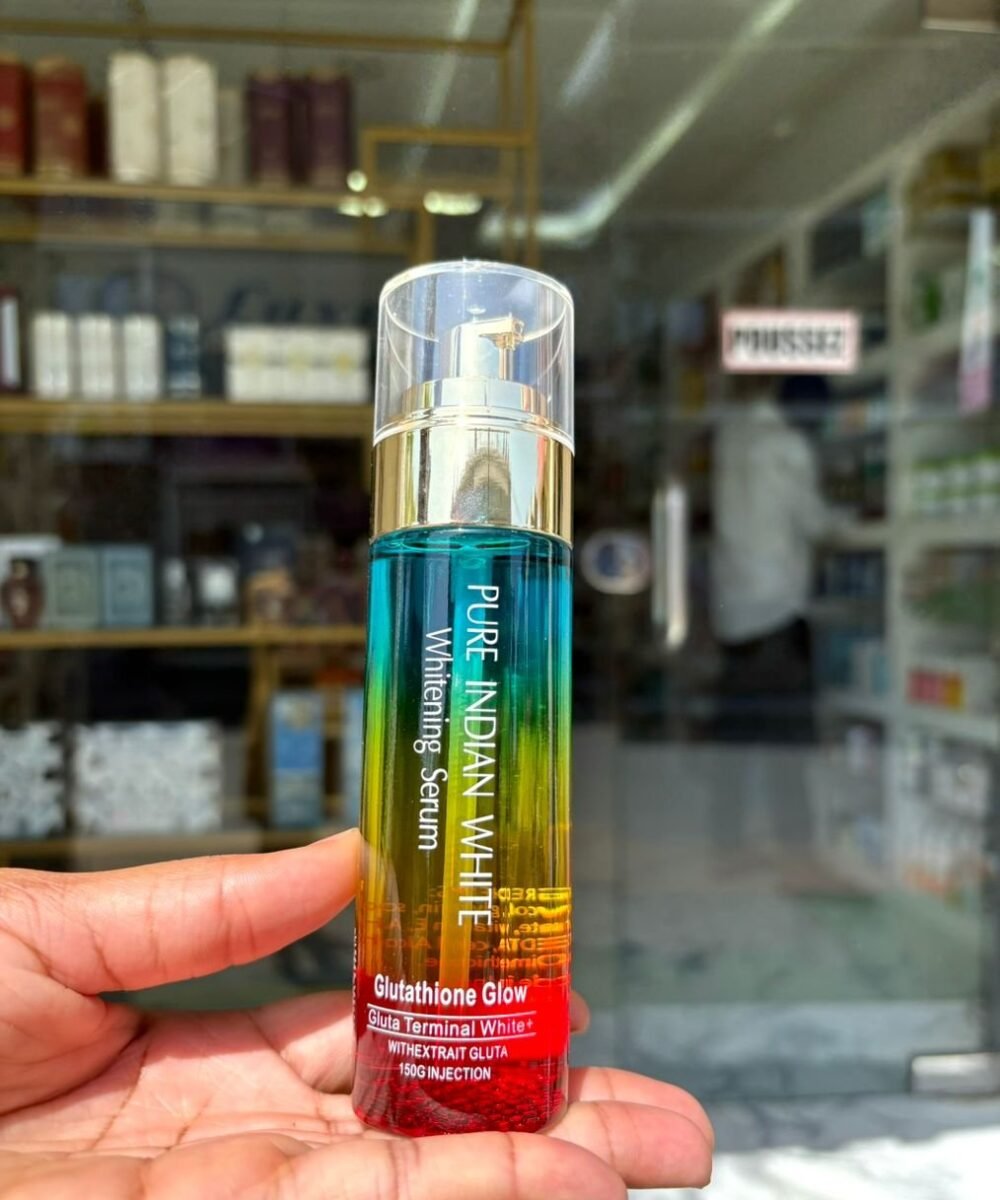 POUSSEZ
PURE INDIAN WHITE
Whitening Serum
Glutathione Glow
Gluta Terminal White+
WITHEXTRAIT GLUTA
150G INJECTION